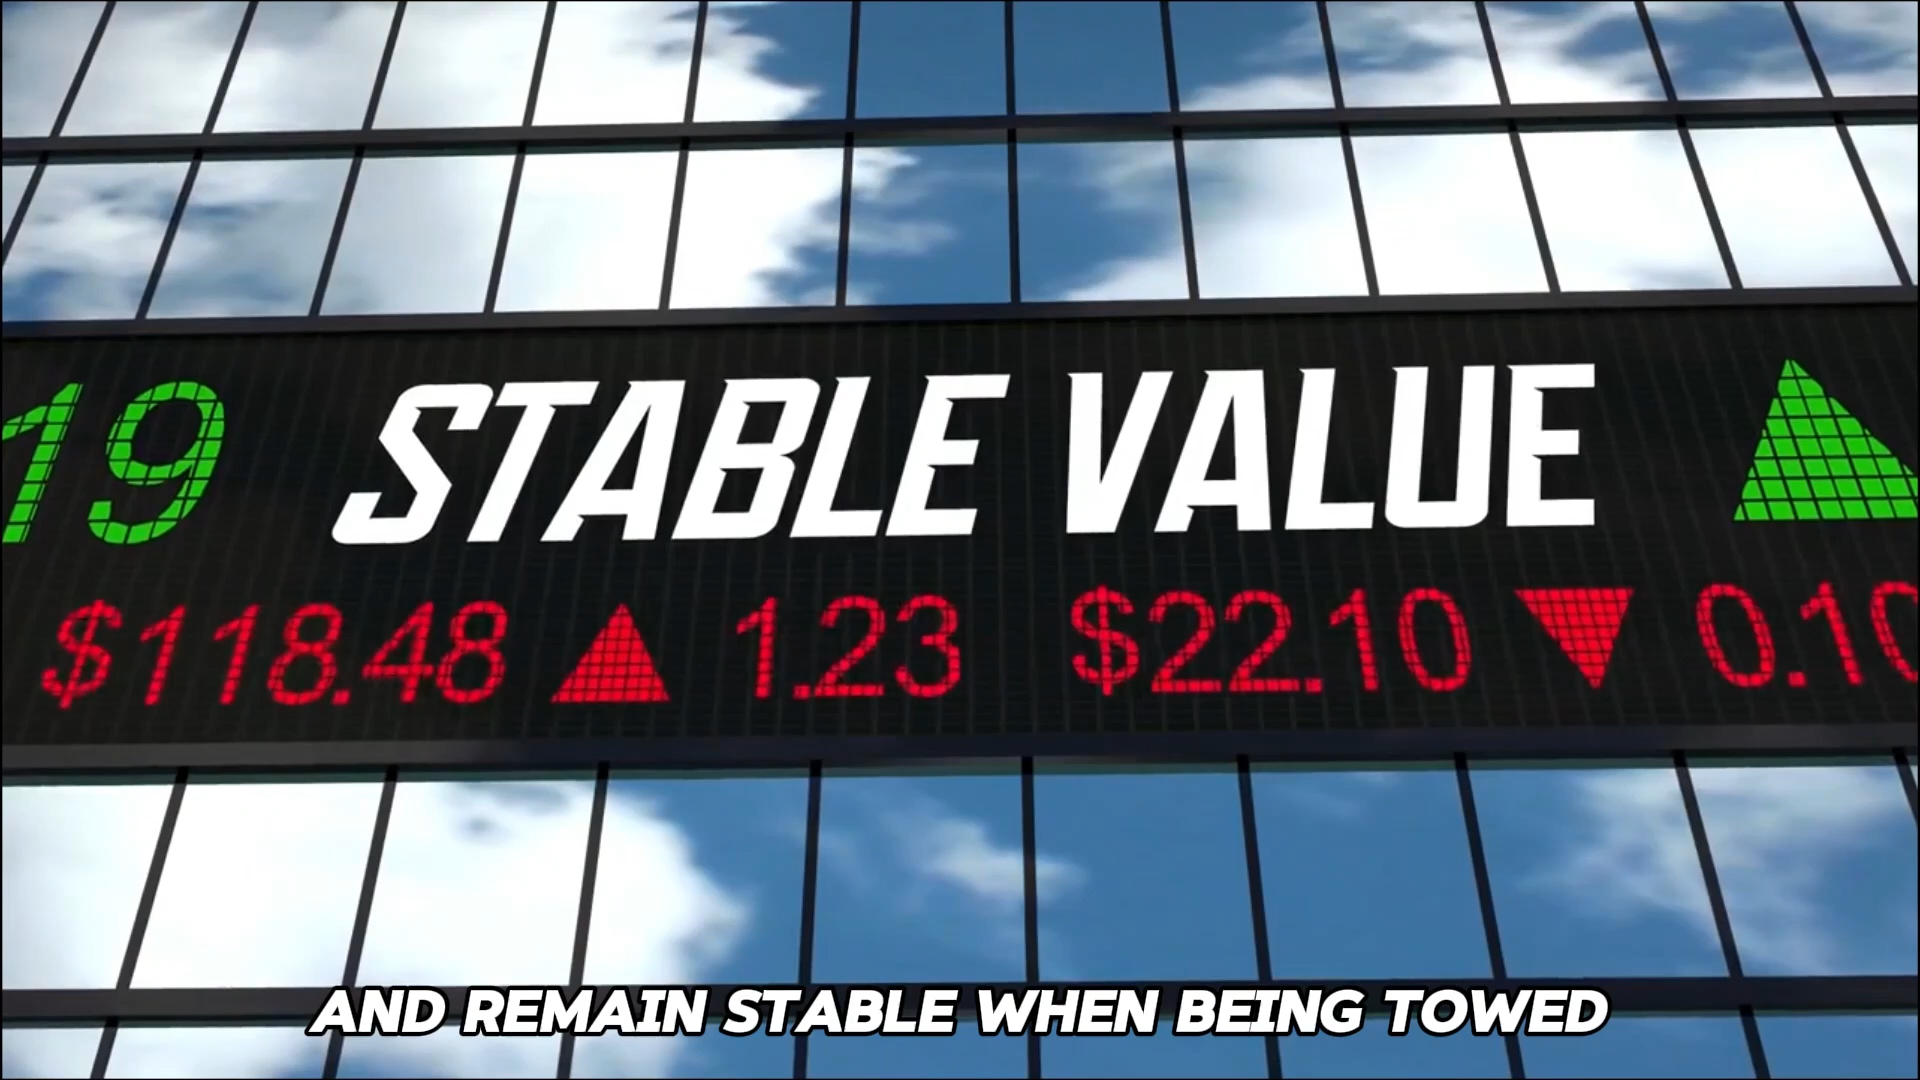 19 STABLE VALUE
$118.48 1.23 $22.10 0.10
AND REMAIN STABLE WHEN BEING TOWED